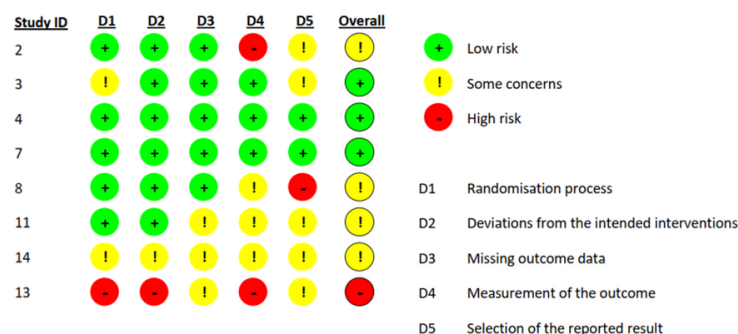 Study ID D1 D2 D3 D4 D5 Overall
2 + + + - ! !
3 ! + + + ! +
4 + + + + + +
7 + + + + + +
8 + + + ! - !
11 + + ! ! ! !
14 ! ! ! ! ! !
13 - - ! - ! -
+ Low risk
! Some concerns
- High risk
D1 Randomisation process
D2 Deviations from the intended interventions
D3 Missing outcome data
D4 Measurement of the outcome
D5 Selection of the reported result